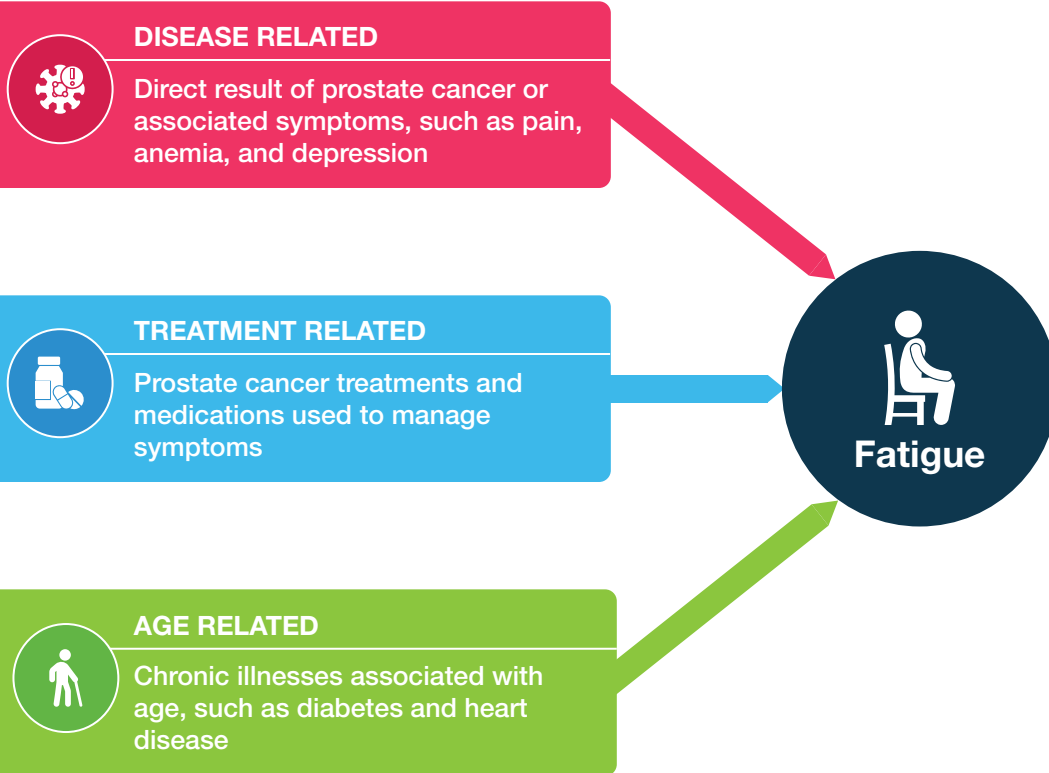 DISEASE RELATED
Direct result of prostate cancer or
associated symptoms, such as pain,
anemia, and depression
TREATMENT RELATED
Prostate cancer treatments and
medications used to manage
symptoms
Fatigue
AGE RELATED
Chronic illnesses associated with
age, such as diabetes and heart
disease